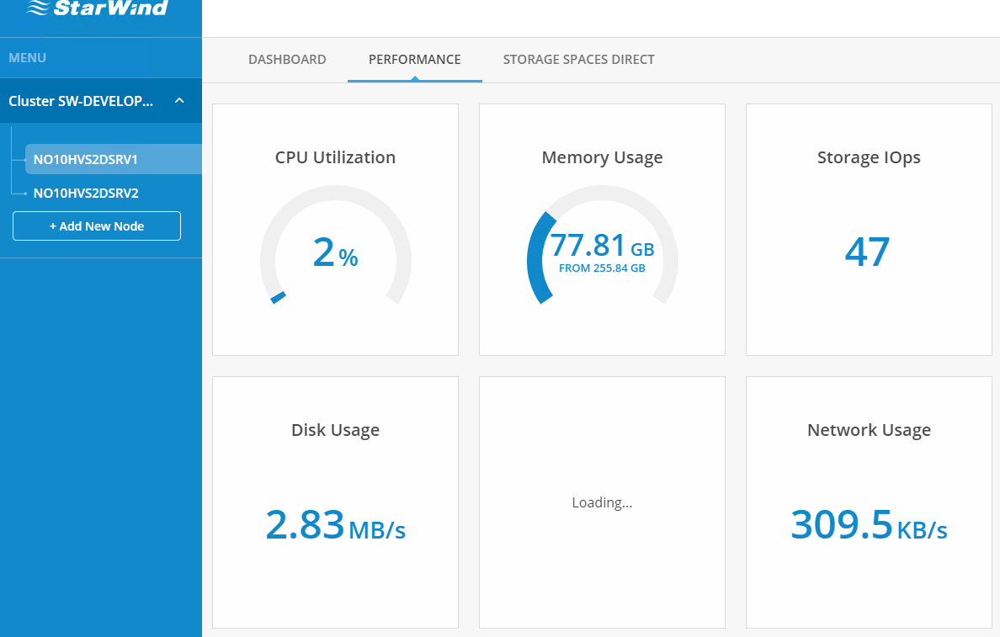 StarWind
MENU
Cluster SW-DEVELOP...
NO10HVS2DSRV1
NO10HVS2DSRV2
+ Add New Node
DASHBOARD
PERFORMANCE
STORAGE SPACES DIRECT
CPU Utilization
2 %
Memory Usage
77.81 GB
FROM 255.84 GB
Storage IOps
47
Disk Usage
2.83 MB/s
Loading...
Network Usage
309.5 KB/s